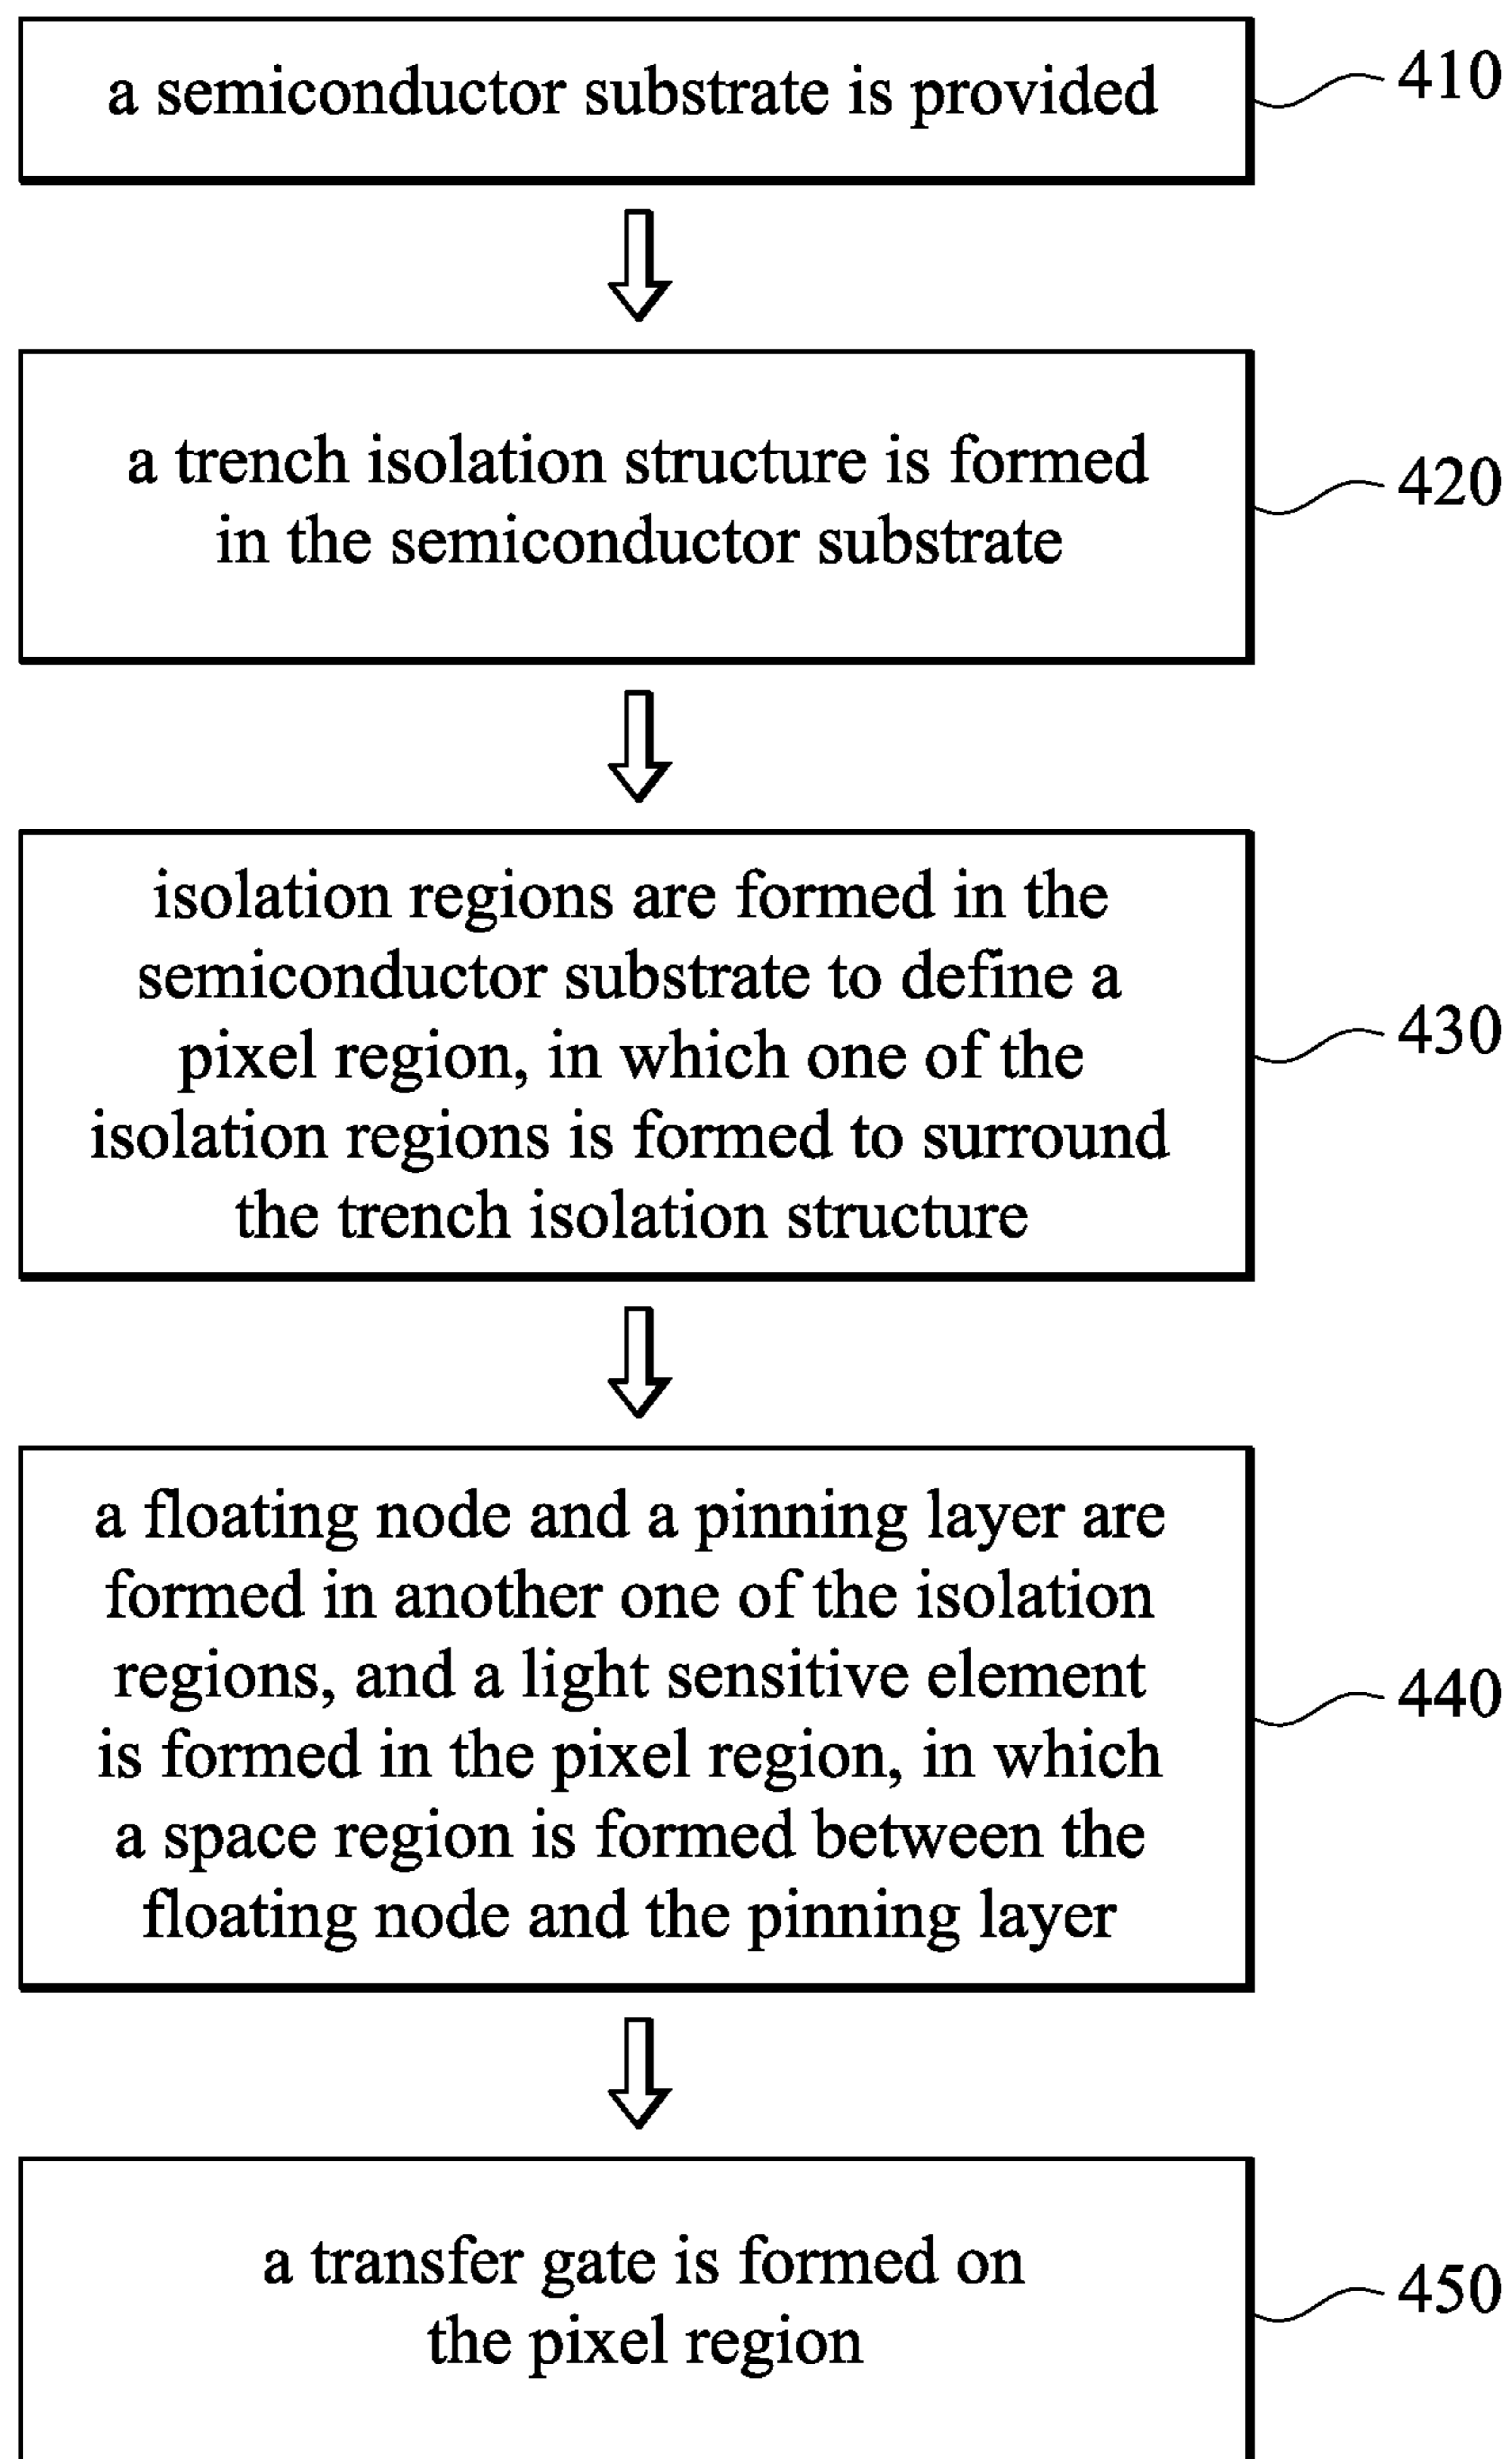 a semiconductor substrate is provided
410
a trench isolation structure is formed
in the semiconductor substrate
420
isolation regions are formed in the
semiconductor substrate to define a
pixel region, in which one of the
isolation regions is formed to surround
the trench isolation structure
430
a floating node and a pinning layer are
formed in another one of the isolation
regions, and a light sensitive element
is formed in the pixel region, in which
a space region is formed between the
floating node and the pinning layer
440
a transfer gate is formed on
the pixel region
450